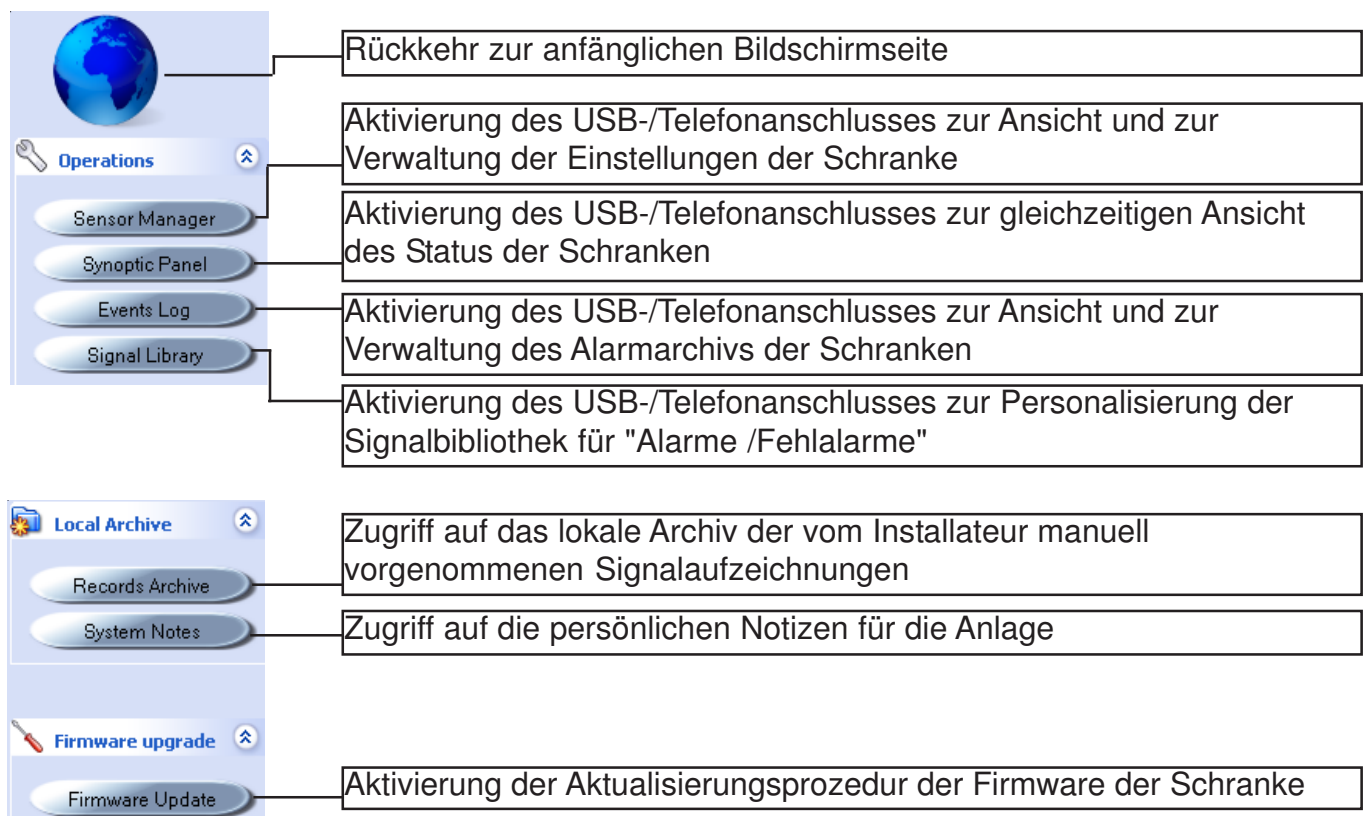 Rückkehr zur anfänglichen Bildschirmseite
Operations
Aktivierung des USB-/Telefonanschlusses zur Ansicht und zur
Verwaltung der Einstellungen der Schranke
Sensor Manager
Aktivierung des USB-/Telefonanschlusses zur gleichzeitigen Ansicht
des Status der Schranken
Synoptic Panel
Events Log
Aktivierung des USB-/Telefonanschlusses zur Ansicht und zur
Verwaltung des Alarmarchivs der Schranken
Signal Library
Aktivierung des USB-/Telefonanschlusses zur Personalisierung der
Signalbibliothek für "Alarme /Fehlalarme"
Local Archive
Zugriff auf das lokale Archiv der vom Installateur manuell
vorgenommenen Signalaufzeichnungen
Records Archive
System Notes
Zugriff auf die persönlichen Notizen für die Anlage
Firmware upgrade
Firmware Update
Aktivierung der Aktualisierungsprozedur der Firmware der Schranke